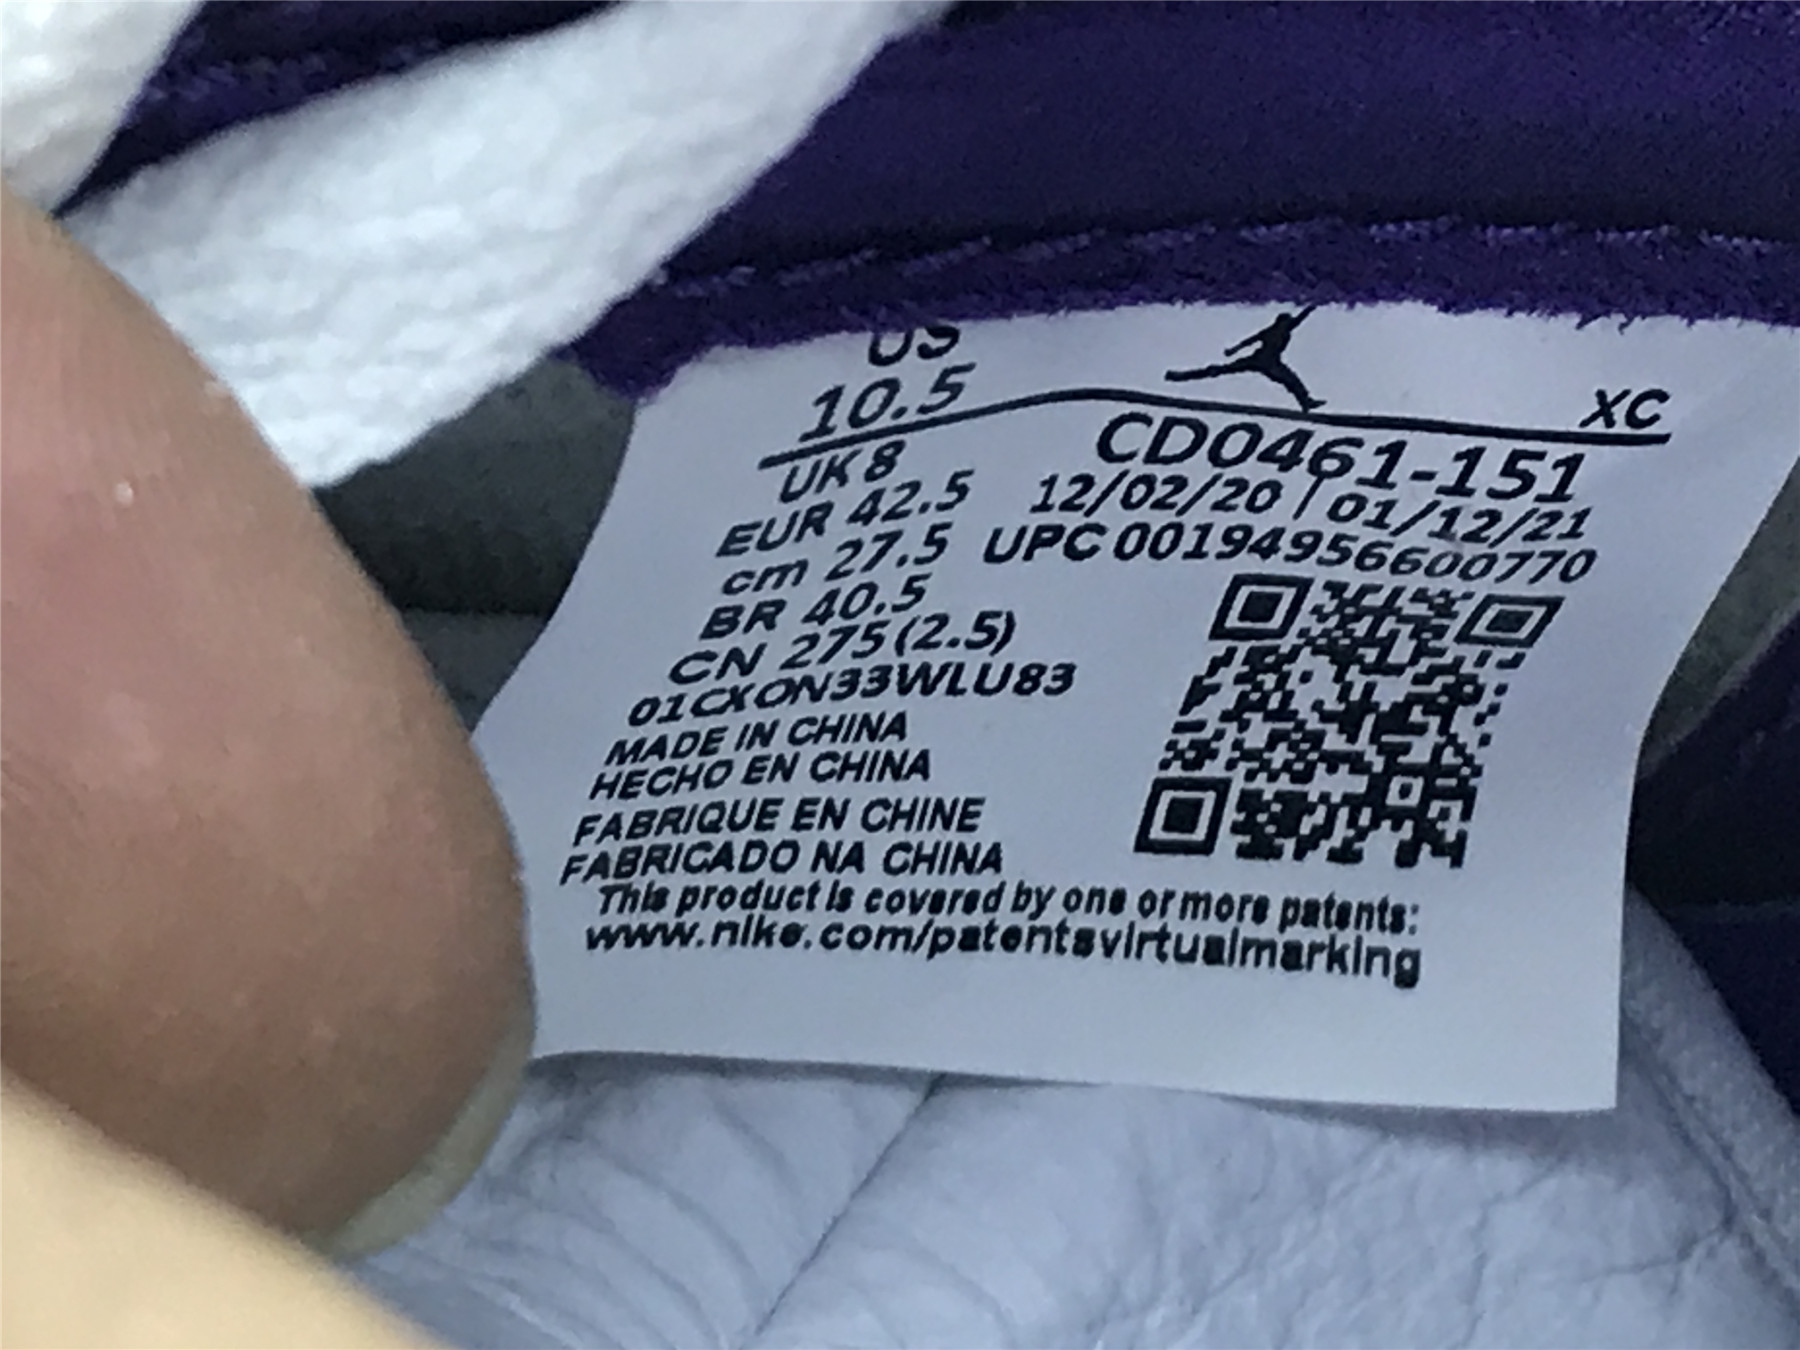 US
10.5
XC
UK 8
CD0461-151
EUR 42.5
12/02/20 / 01/12/21
cm 27.5
UPC 00194956600770
BR 40.5
CN 275 (2.5)
01CXON33WLU83
MADE IN CHINA
HECHO EN CHINA
FABRIQUE EN CHINE
FABRICADO NA CHINA
This product is covered by one or more patents:
www.nike.com/patentsvirtualmarking